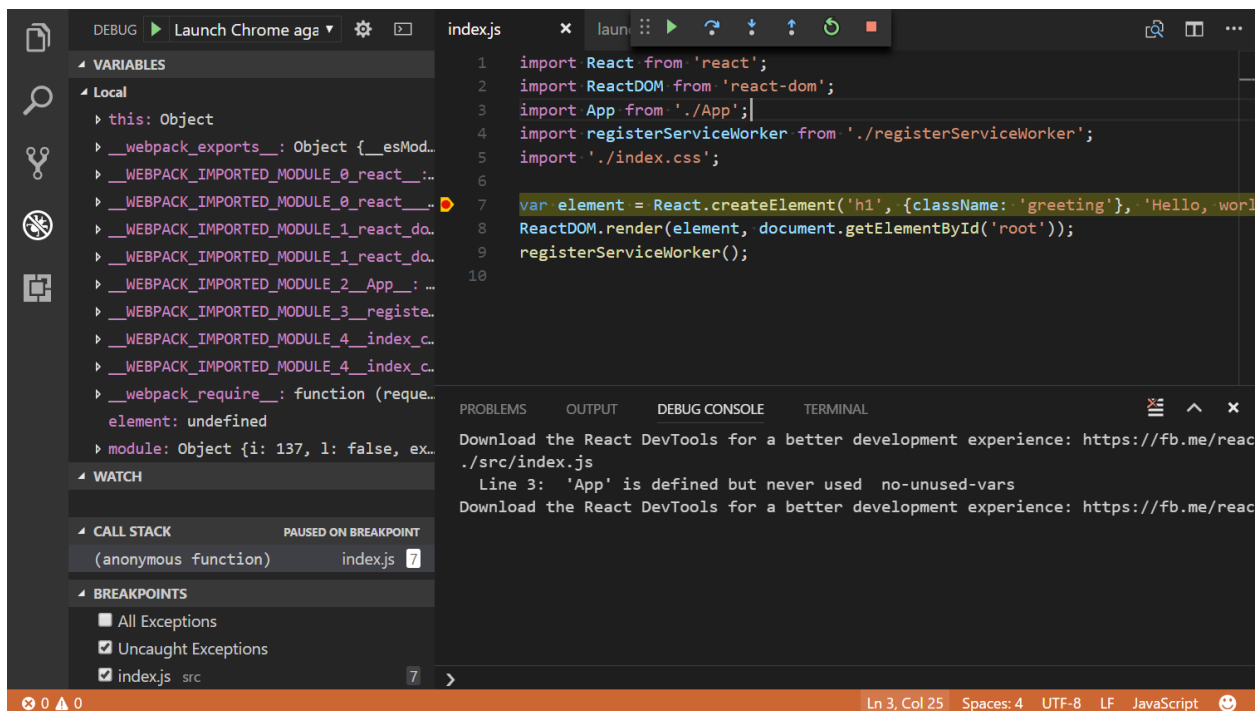 DEBUG Launch Chrome aga
VARIABLES
Local
this: Object
__webpack_exports__: Object {__esMod…
__WEBPACK_IMPORTED_MODULE_0_react__:…
__WEBPACK_IMPORTED_MODULE_0_react___…
__WEBPACK_IMPORTED_MODULE_1_react_do…
__WEBPACK_IMPORTED_MODULE_1_react_do…
__WEBPACK_IMPORTED_MODULE_2__App__: …
__WEBPACK_IMPORTED_MODULE_3__registe…
__WEBPACK_IMPORTED_MODULE_4__index_c…
__WEBPACK_IMPORTED_MODULE_4__index_c…
__webpack_require__: function (reque…
element: undefined
module: Object {i: 137, l: false, ex…
WATCH
CALL STACK PAUSED ON BREAKPOINT
(anonymous function) index.js 7
BREAKPOINTS
All Exceptions
Uncaught Exceptions
index.js src 7
index.js laun
1 import React from 'react';
2 import ReactDOM from 'react-dom';
3 import App from './App';
4 import registerServiceWorker from './registerServiceWorker';
5 import './index.css';
6
7 var element = React.createElement('h1', {className: 'greeting'}, 'Hello, worl
8 ReactDOM.render(element, document.getElementById('root'));
9 registerServiceWorker();
10
PROBLEMS OUTPUT DEBUG CONSOLE TERMINAL
Download the React DevTools for a better development experience: https://fb.me/reac
./src/index.js
Line 3: 'App' is defined but never used no-unused-vars
Download the React DevTools for a better development experience: https://fb.me/reac
0 0 Ln 3, Col 25 Spaces: 4 UTF-8 LF JavaScript